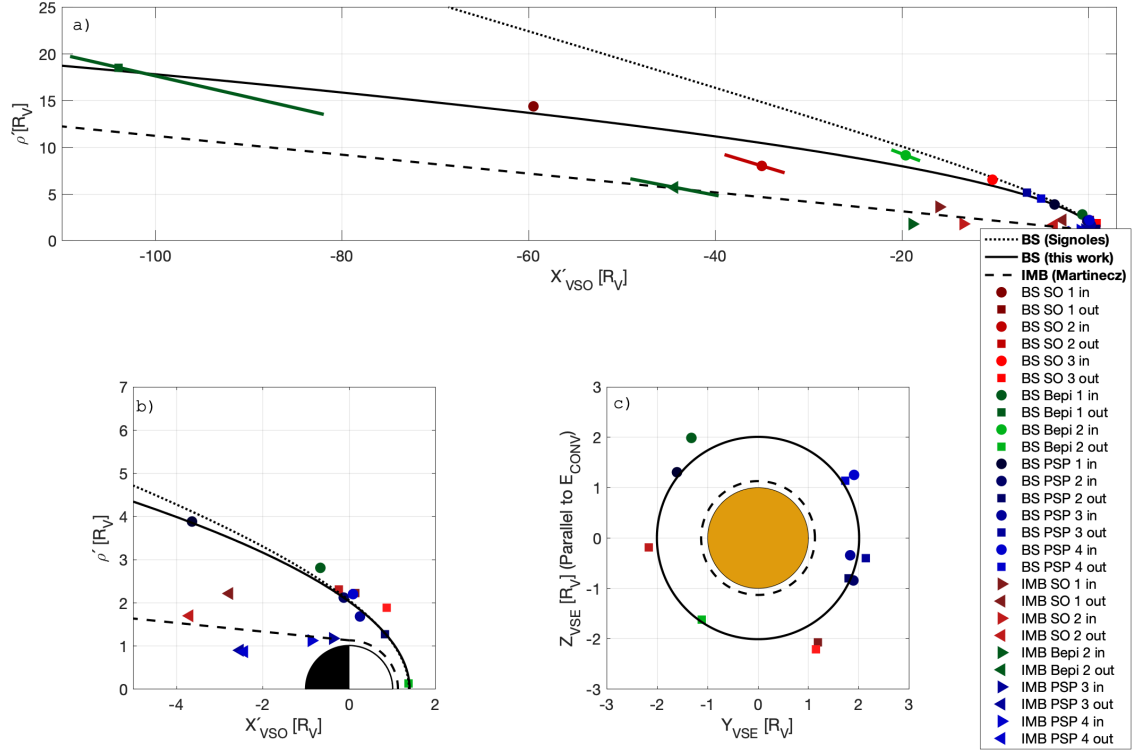 a)
25
20
15
10
5
0
ρ´[R_V]
-100
-80
-60
-40
-20
X´_VSO [R_V]
BS (Signoles)
BS (this work)
IMB (Martinecz)
BS SO 1 in
BS SO 1 out
BS SO 2 in
BS SO 2 out
BS SO 3 in
BS SO 3 out
BS Bepi 1 in
BS Bepi 1 out
BS Bepi 2 in
BS Bepi 2 out
BS PSP 1 in
BS PSP 2 in
BS PSP 2 out
BS PSP 3 in
BS PSP 3 out
BS PSP 4 in
BS PSP 4 out
IMB SO 1 in
IMB SO 1 out
IMB SO 2 in
IMB SO 2 out
IMB Bepi 2 in
IMB Bepi 2 out
IMB PSP 3 in
IMB PSP 3 out
IMB PSP 4 in
IMB PSP 4 out
b)
7
6
5
4
3
2
1
0
ρ´ [R_V]
-4
-2
0
2
X´_VSO [R_V]
c)
3
2
1
0
-1
-2
-3
Z_VSE [R_V] (Parallel to E_CONV)
-3
-2
-1
0
1
2
3
Y_VSE [R_V]